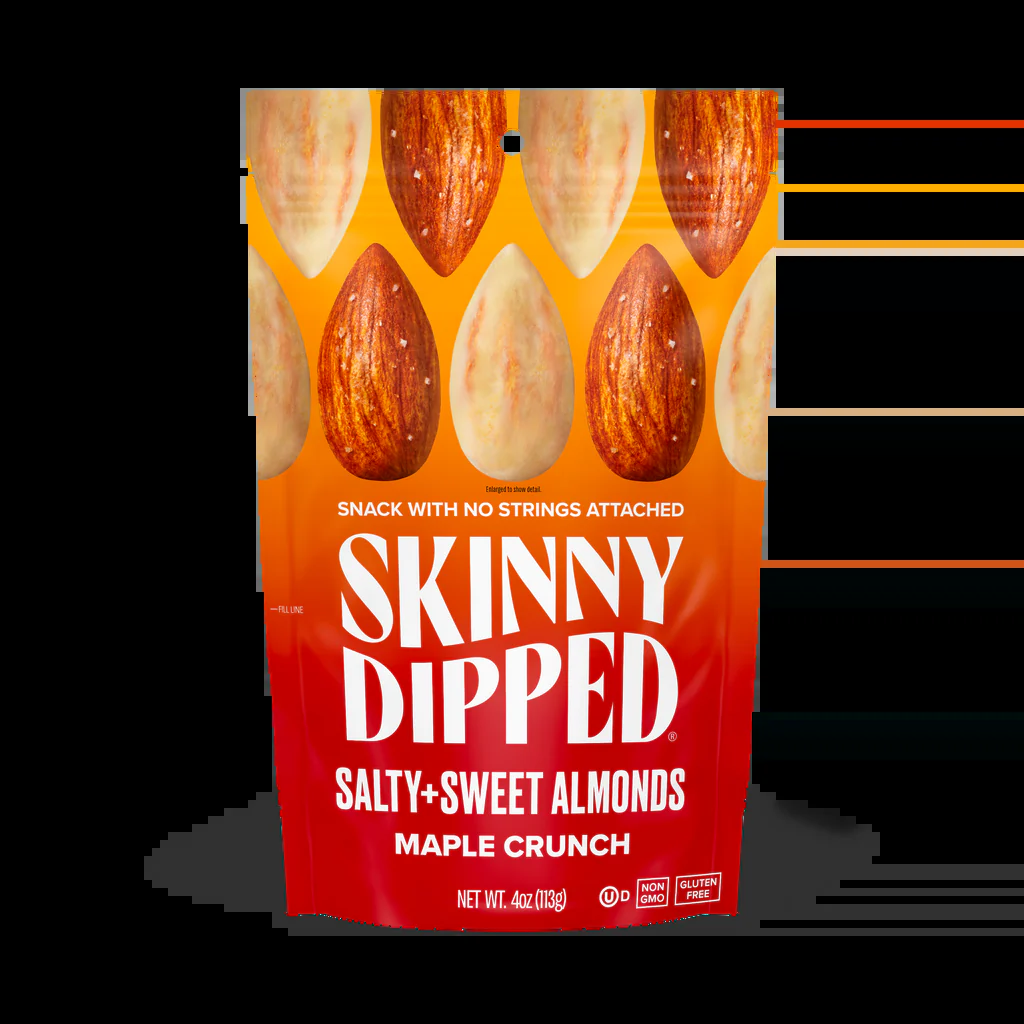 Enlarged to show detail.
SNACK WITH NO STRINGS ATTACHED
SKINNY
DIPPED®
— FILL LINE
SALTY+SWEET ALMONDS
MAPLE CRUNCH
NET WT. 4oz (113g)
U D
NON
GMO
GLUTEN
FREE